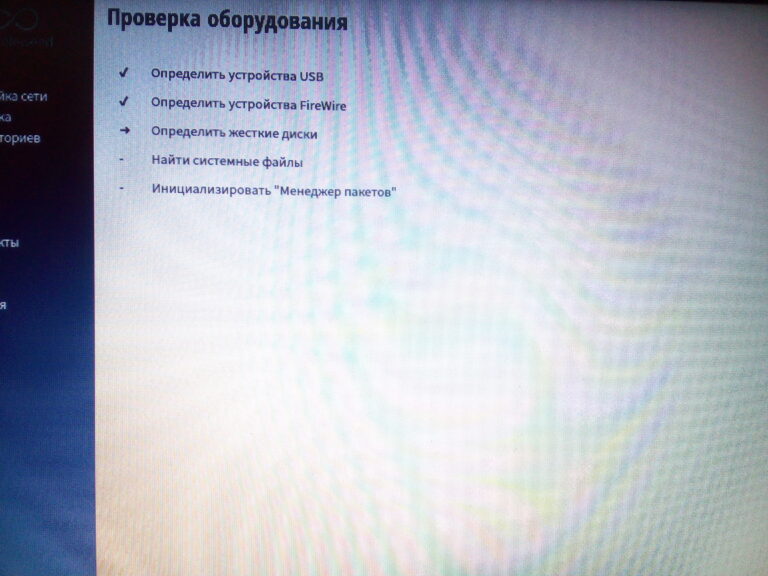 Проверка оборудования
✔ Определить устройства USB
✔ Определить устройства FireWire
➜ Определить жесткие диски
- Найти системные файлы
- Инициализировать "Менеджер пакетов"
йка сети
ка
ториев
кты
я